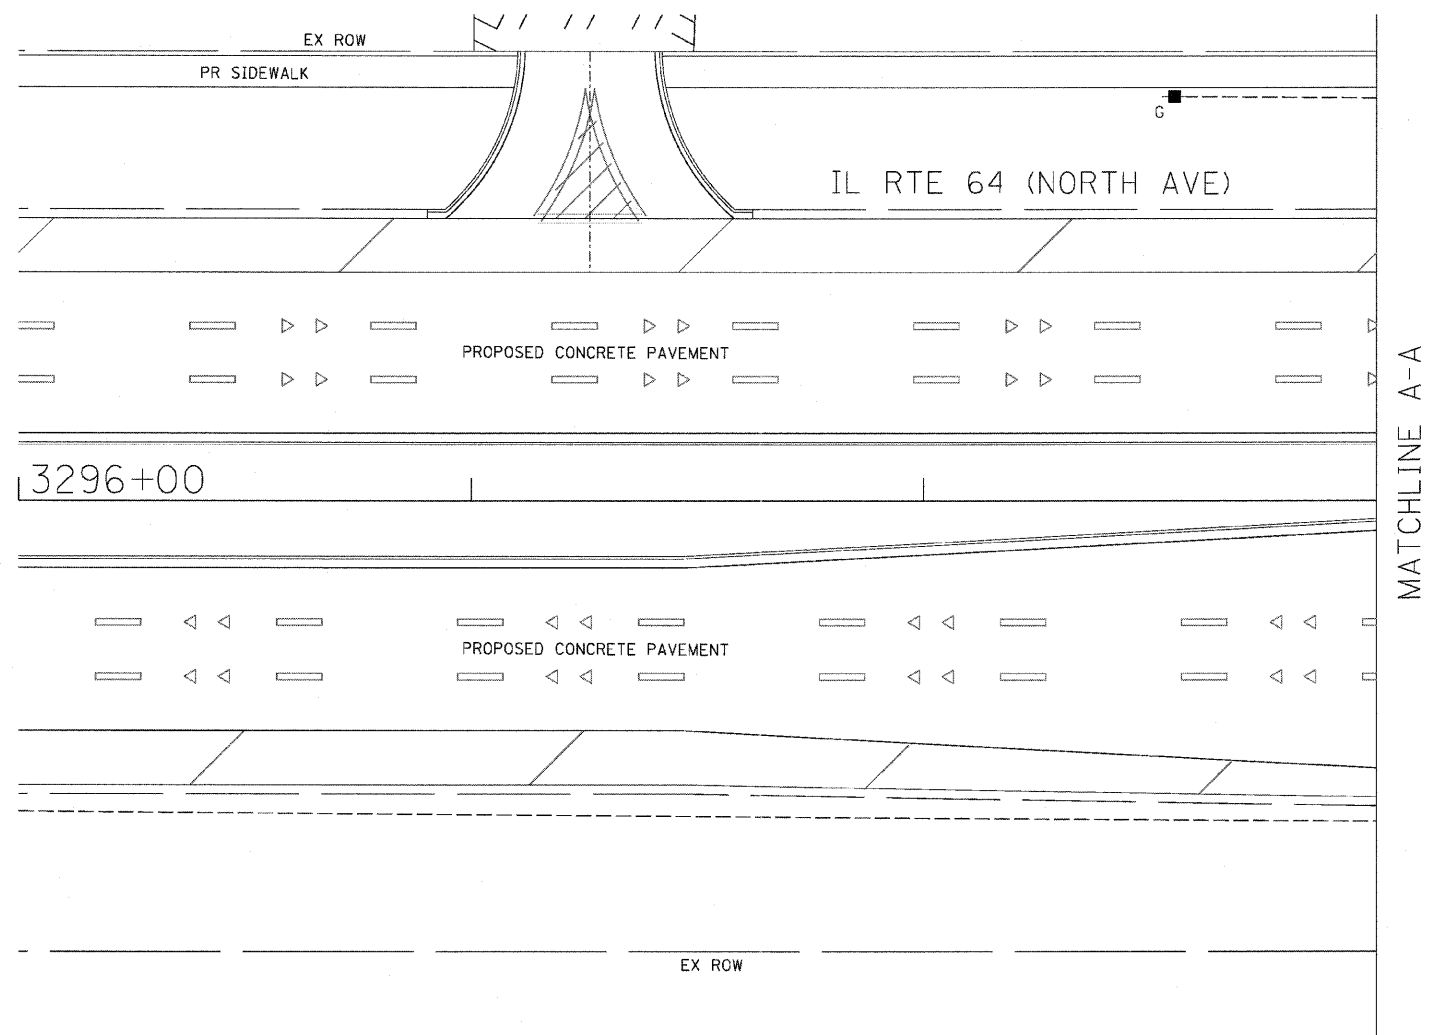 EX ROW
PR SIDEWALK
G
IL RTE 64 (NORTH AVE)
PROPOSED CONCRETE PAVEMENT
MATCHLINE A-A
3296+00
PROPOSED CONCRETE PAVEMENT
EX ROW